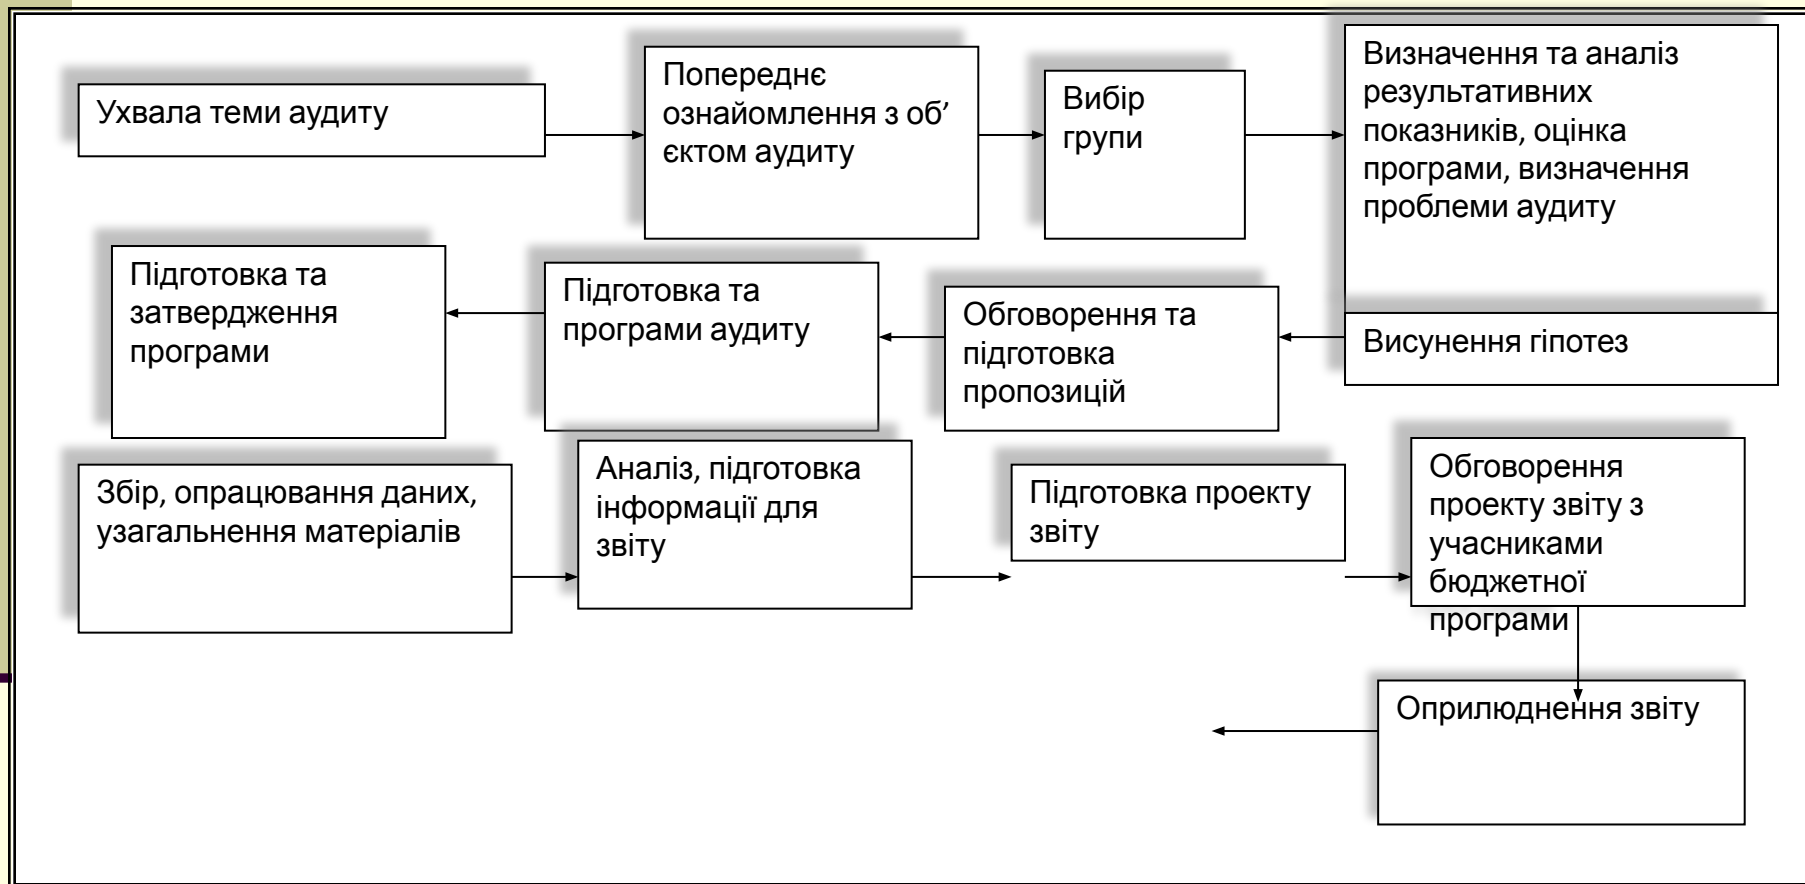 Ухвала теми аудиту
Попереднє
ознайомлення з об’
єктом аудиту
Вибір
групи
Визначення та аналіз
результативних
показників, оцінка
програми, визначення
проблеми аудиту
Висунення гіпотез
Обговорення та
підготовка
пропозицій
Підготовка та
програми аудиту
Підготовка та
затвердження
програми
Збір, опрацювання даних,
узагальнення матеріалів
Аналіз, підготовка
інформації для
звіту
Підготовка проекту
звіту
Обговорення
проекту звіту з
учасниками
бюджетної
програми
Оприлюднення звіту